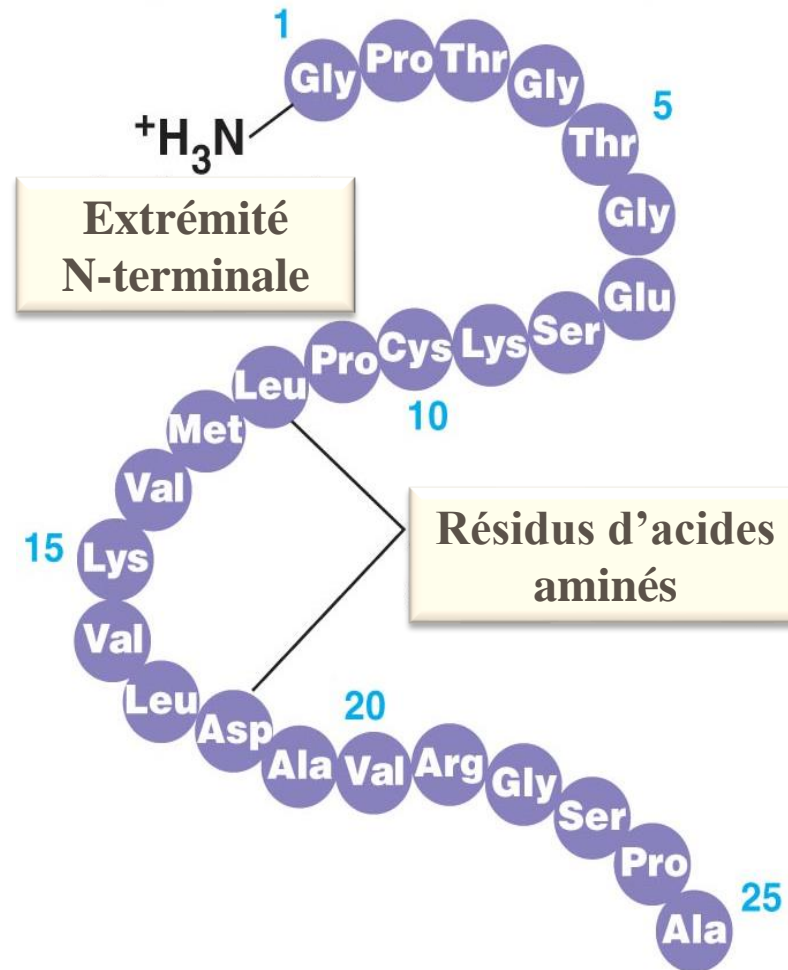 1
Gly Pro Thr Gly
5
Thr
⁺H₃N
Gly
Extrémité
N-terminale
Glu
Leu Pro Cys Lys Ser
10
Met
Val
Résidus d’acides
aminés
15 Lys
Val
Leu Asp
20
Ala Val Arg Gly
Ser
Pro
25
Ala